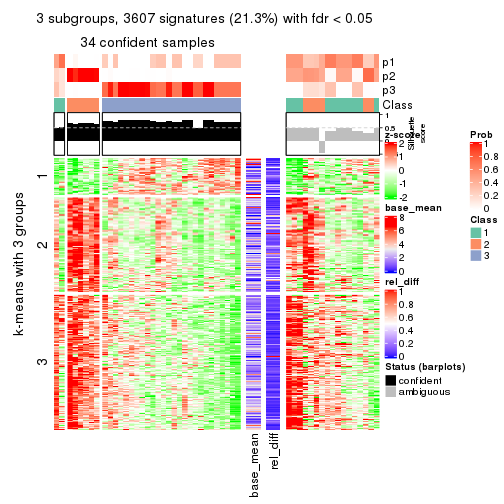 3 subgroups, 3607 signatures (21.3%) with fdr < 0.05
34 confident samples
p1
p2
p3
Class
1
0.5
0
Silhouette
score
z-score
2
1
0
-1
-2
base_mean
8
6
4
2
0
rel_diff
1
0.8
0.6
0.4
0.2
0
Status (barplots)
confident
ambiguous
Prob
1
0.8
0.6
0.4
0.2
0
Class
1
2
3
k-means with 3 groups
1
2
3
base_mean
rel_diff